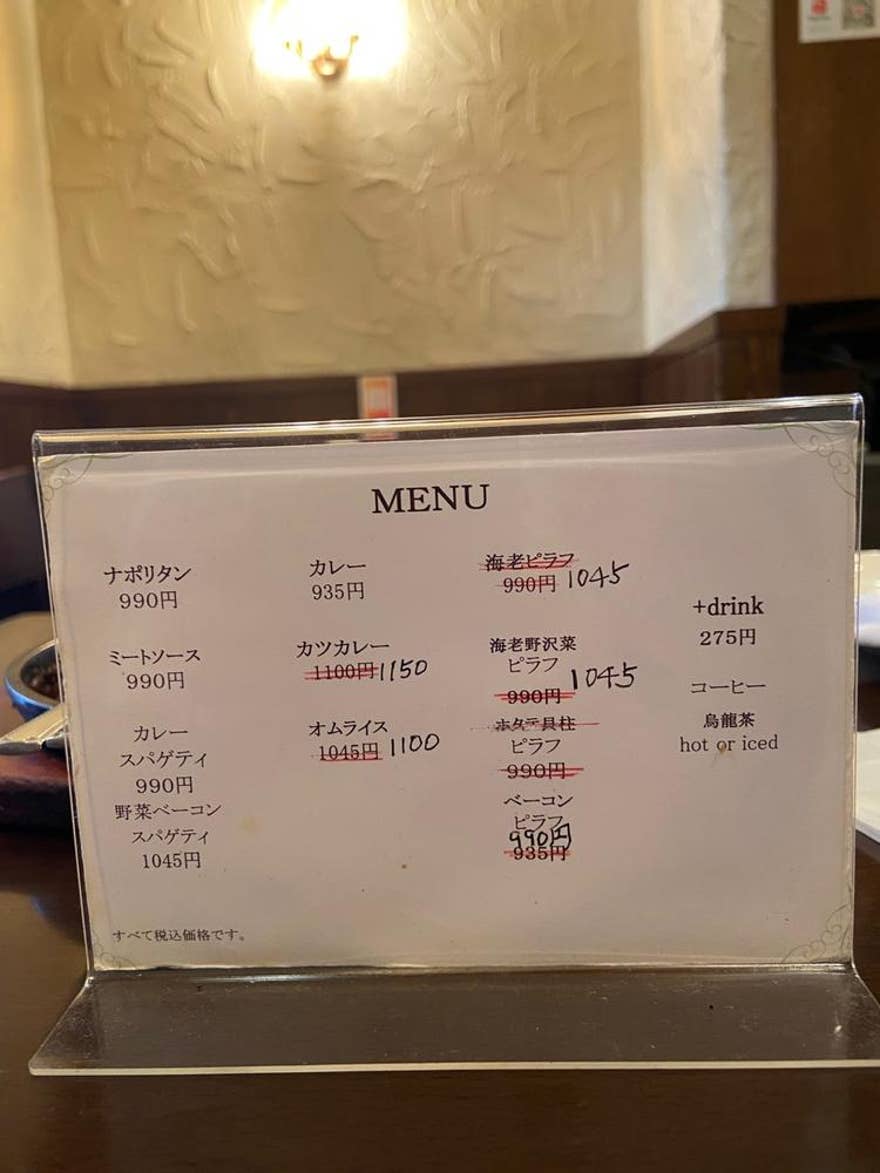 MENU
ナポリタン
990円
ミートソース
990円
カレー
スパゲティ
990円
野菜ベーコン
スパゲティ
1045円
カレー
935円
カツカレー
1100円 1150
オムライス
1045円 1100
海老ピラフ
990円 1045
海老野沢菜
ピラフ
990円 1045
ホタテ貝柱
ピラフ
990円
ベーコン
ピラフ
990円
935円
+drink
275円
コーヒー
烏龍茶
hot or iced
すべて税込価格です。